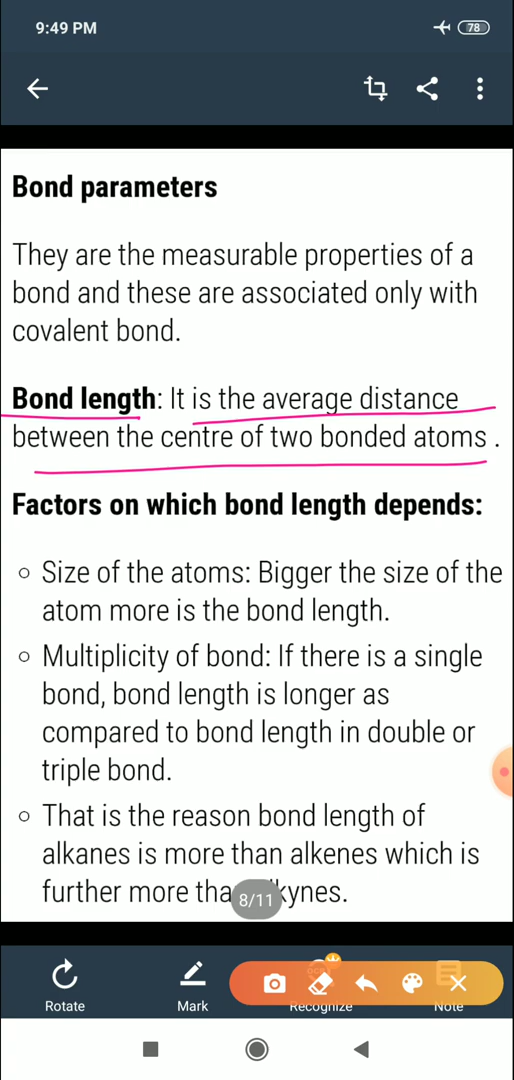 9:49 PM
78
Bond parameters
They are the measurable properties of a
bond and these are associated only with
covalent bond.
Bond length: It is the average distance
between the centre of two bonded atoms .
Factors on which bond length depends:
Size of the atoms: Bigger the size of the
atom more is the bond length.
Multiplicity of bond: If there is a single
bond, bond length is longer as
compared to bond length in double or
triple bond.
That is the reason bond length of
alkanes is more than alkenes which is
further more tha kynes.
8/11
Rotate
Mark
Recognize
Note